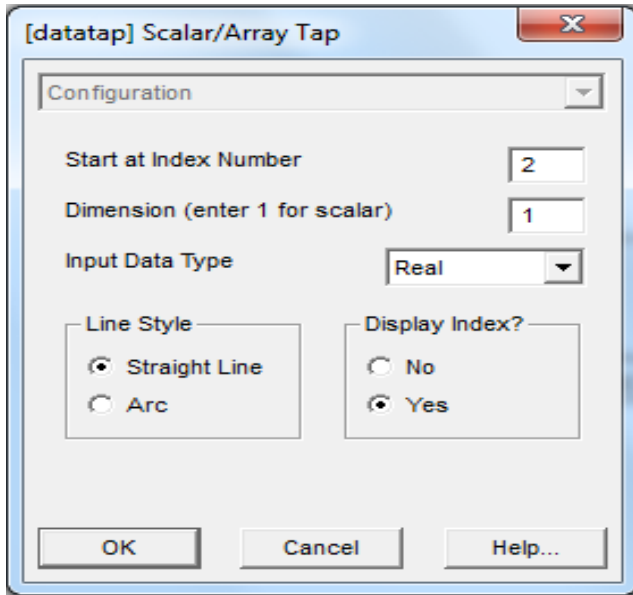 [datatap] Scalar/Array Tap
Configuration
Start at Index Number 2
Dimension (enter 1 for scalar) 1
Input Data Type Real
Line Style Display Index?
Straight Line No
Arc Yes
OK Cancel Help...